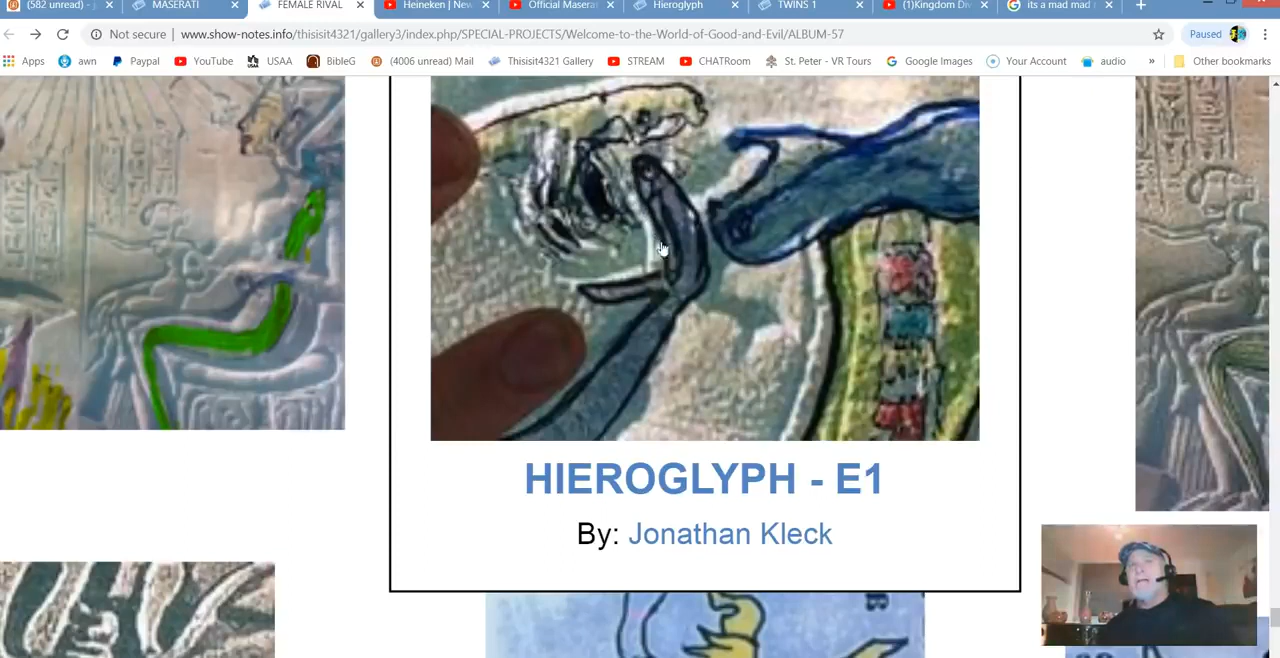 (582 unread) - j
MASERATI
FEMALE RIVAL
Heineken | New
Official Masera
Hieroglyph
TWINS 1
(1)Kingdom Div
its a mad mad m
Not secure | www.show-notes.info/thisisit4321/gallery3/index.php/SPECIAL-PROJECTS/Welcome-to-the-World-of-Good-and-Evil/ALBUM-57
Paused
Apps
awn
Paypal
YouTube
USAA
BibleG
(4006 unread) Mail
Thisisit4321 Gallery
STREAM
CHATRoom
St. Peter - VR Tours
Google Images
Your Account
audio
»
Other bookmarks
HIEROGLYPH - E1
By: Jonathan Kleck